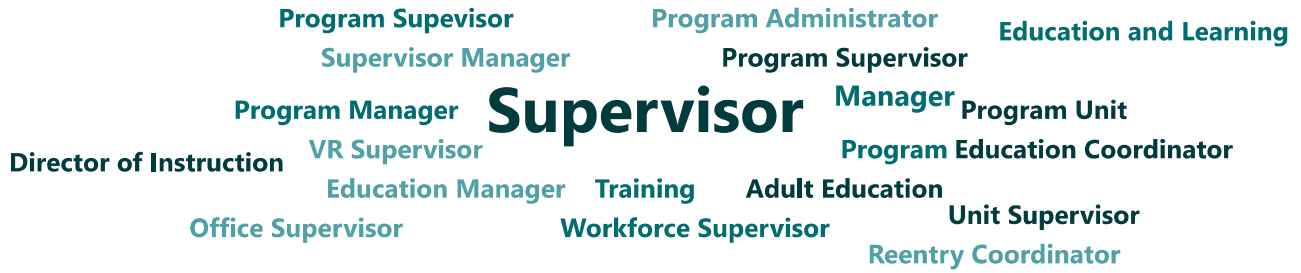 Program Supevisor
Program Administrator
Education and Learning
Supervisor Manager
Program Supervisor
Program Manager
Supervisor
Manager
Program Unit
Director of Instruction
VR Supervisor
Program
Education Coordinator
Education Manager
Training
Adult Education
Office Supervisor
Workforce Supervisor
Unit Supervisor
Reentry Coordinator